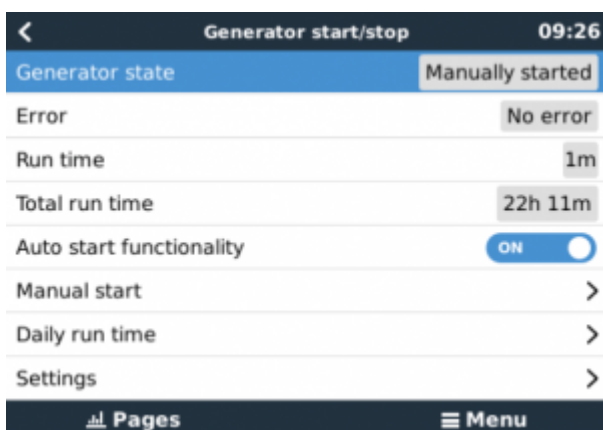 Generator start/stop 09:26
Generator state Manually started
Error No error
Run time 1m
Total run time 22h 11m
Auto start functionality ON
Manual start
Daily run time
Settings
Pages Menu